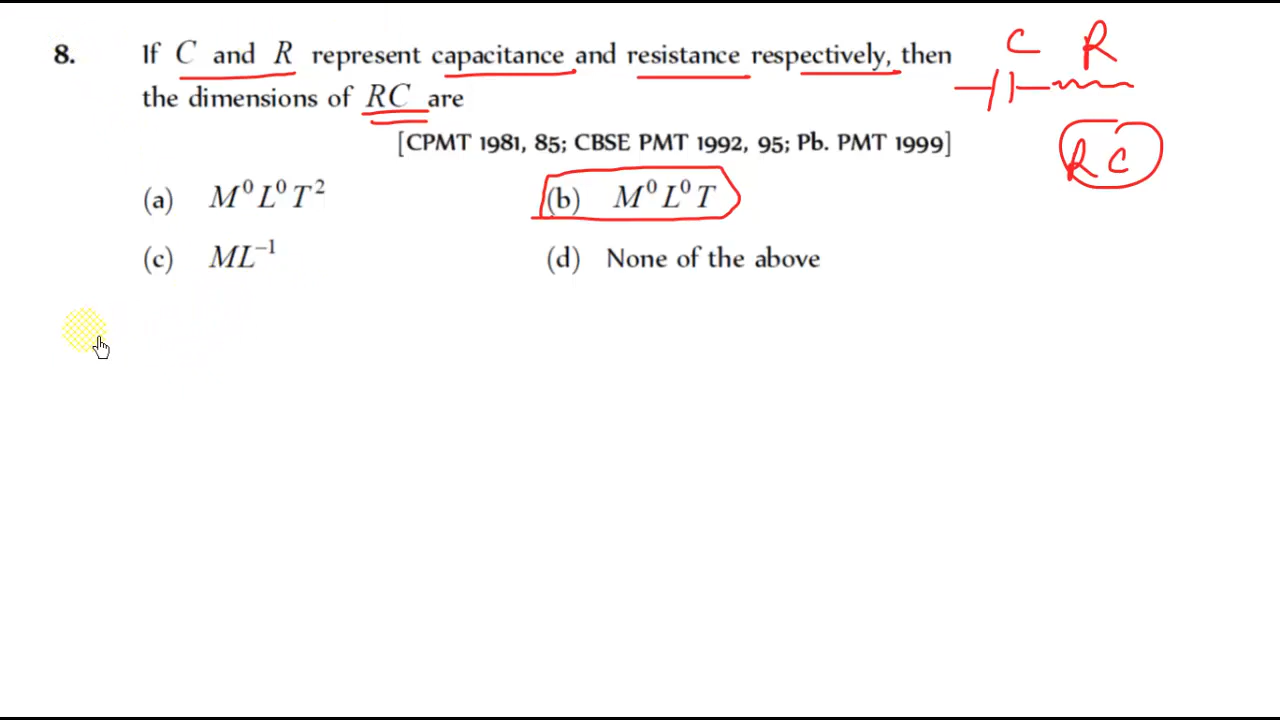 8. If C and R represent capacitance and resistance respectively, then
the dimensions of RC are
[CPMT 1981, 85; CBSE PMT 1992, 95; Pb. PMT 1999]
(a) M⁰L⁰T² (b) M⁰L⁰T
(c) ML⁻¹ (d) None of the above
C R
RC